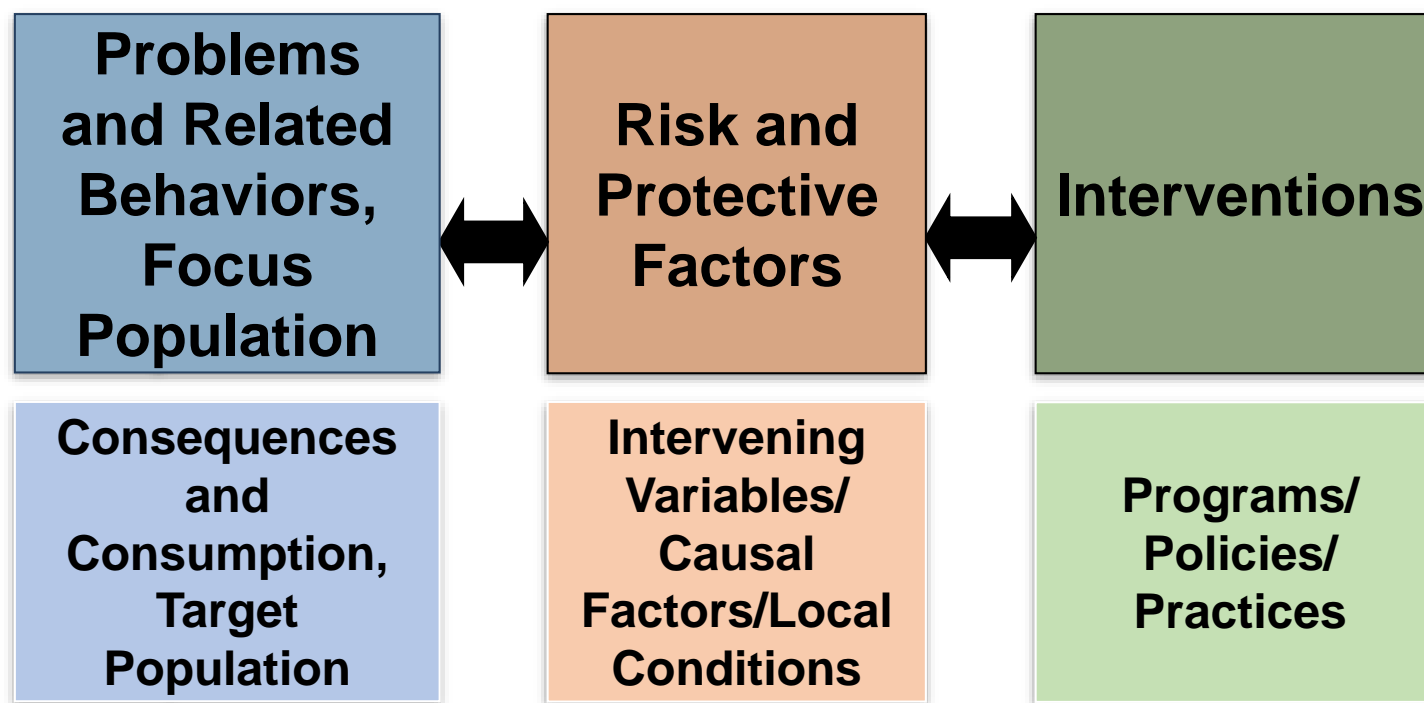 Problems
and Related
Behaviors,
Focus
Population
Risk and
Protective
Factors
Interventions
Consequences
and
Consumption,
Target
Population
Intervening
Variables/
Causal
Factors/Local
Conditions
Programs/
Policies/
Practices